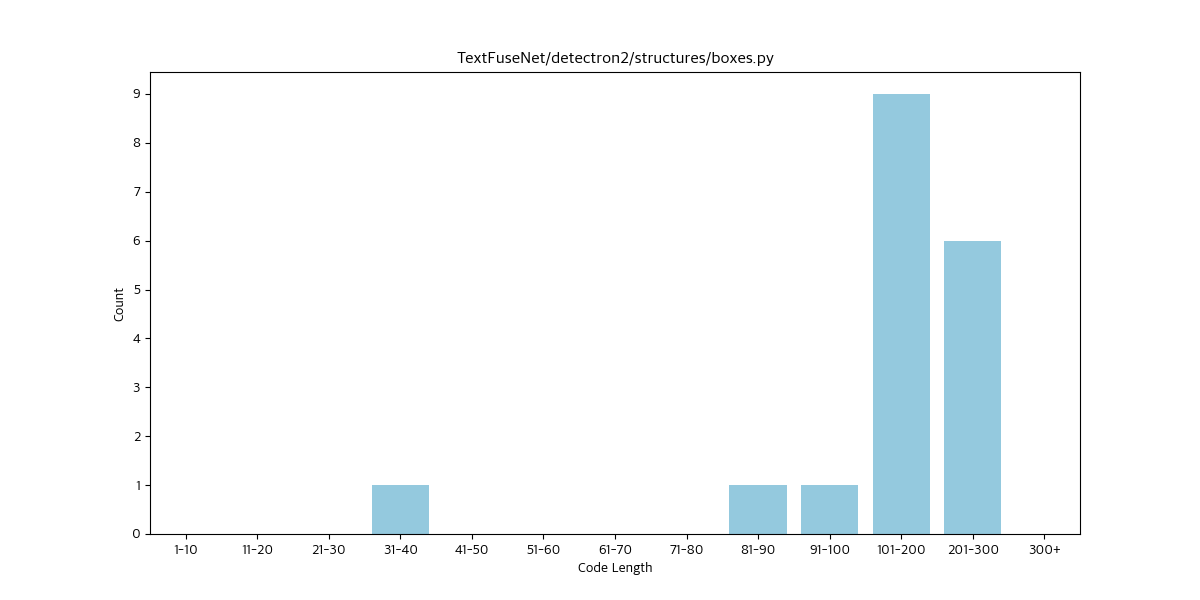 TextFuseNet/detectron2/structures/boxes.py
9
8
7
6
5
4
3
2
1
0
Count
1-10 11-20 21-30 31-40 41-50 51-60 61-70 71-80 81-90 91-100 101-200 201-300 300+
Code Length